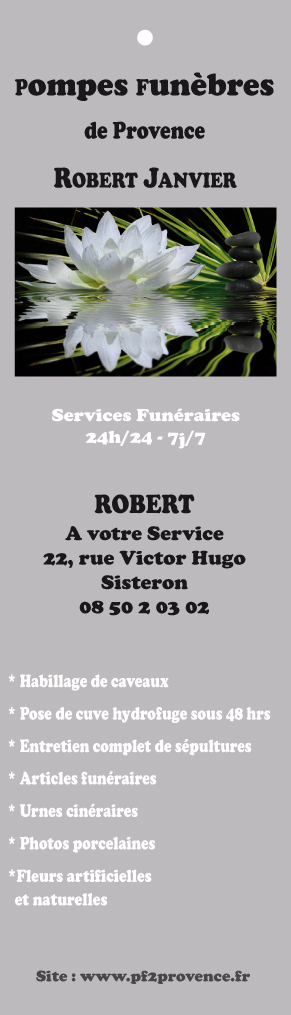 Pompes Funèbres
de Provence
ROBERT JANVIER
Services Funéraires
24h/24 - 7j/7
ROBERT
A votre Service
22, rue Victor Hugo
Sisteron
08 50 2 03 02
* Habillage de caveaux
* Pose de cuve hydrofuge sous 48 hrs
* Entretien complet de sépultures
* Articles funéraires
* Urnes cinéraires
* Photos porcelaines
*Fleurs artificielles
et naturelles
Site : www.pf2provence.fr